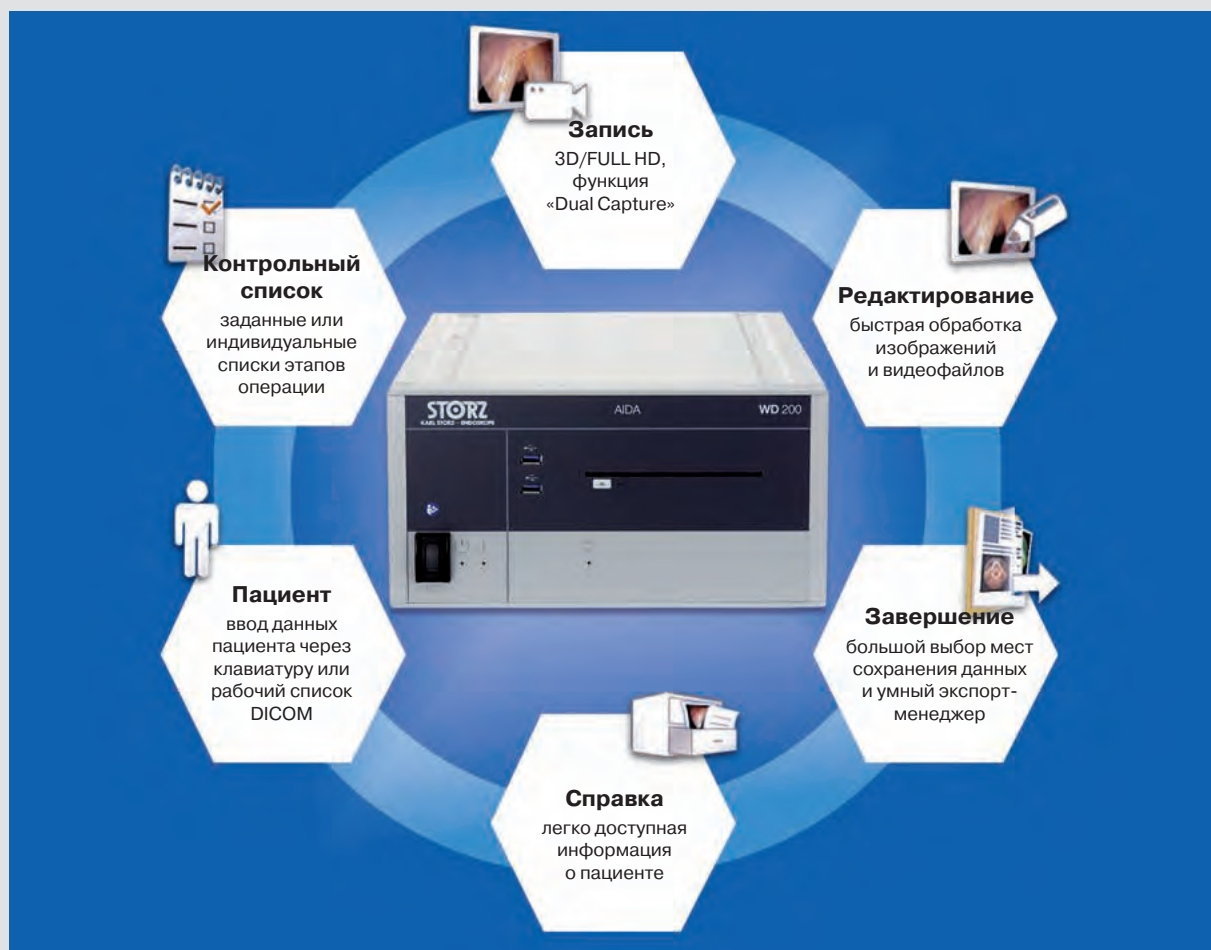 Запись
3D/FULL HD,
функция
«Dual Capture»
Контрольный
список
заданные или
индивидуальные
списки этапов
операции
Редактирование
быстрая обработка
изображений
и видеофайлов
STORZ
KARL STORZ – ENDOSKOPE
AIDA
WD 200
Пациент
ввод данных
пациента через
клавиатуру или
рабочий список
DICOM
Завершение
большой выбор мест
сохранения данных
и умный экспорт-
менеджер
Справка
легко доступная
информация
о пациенте